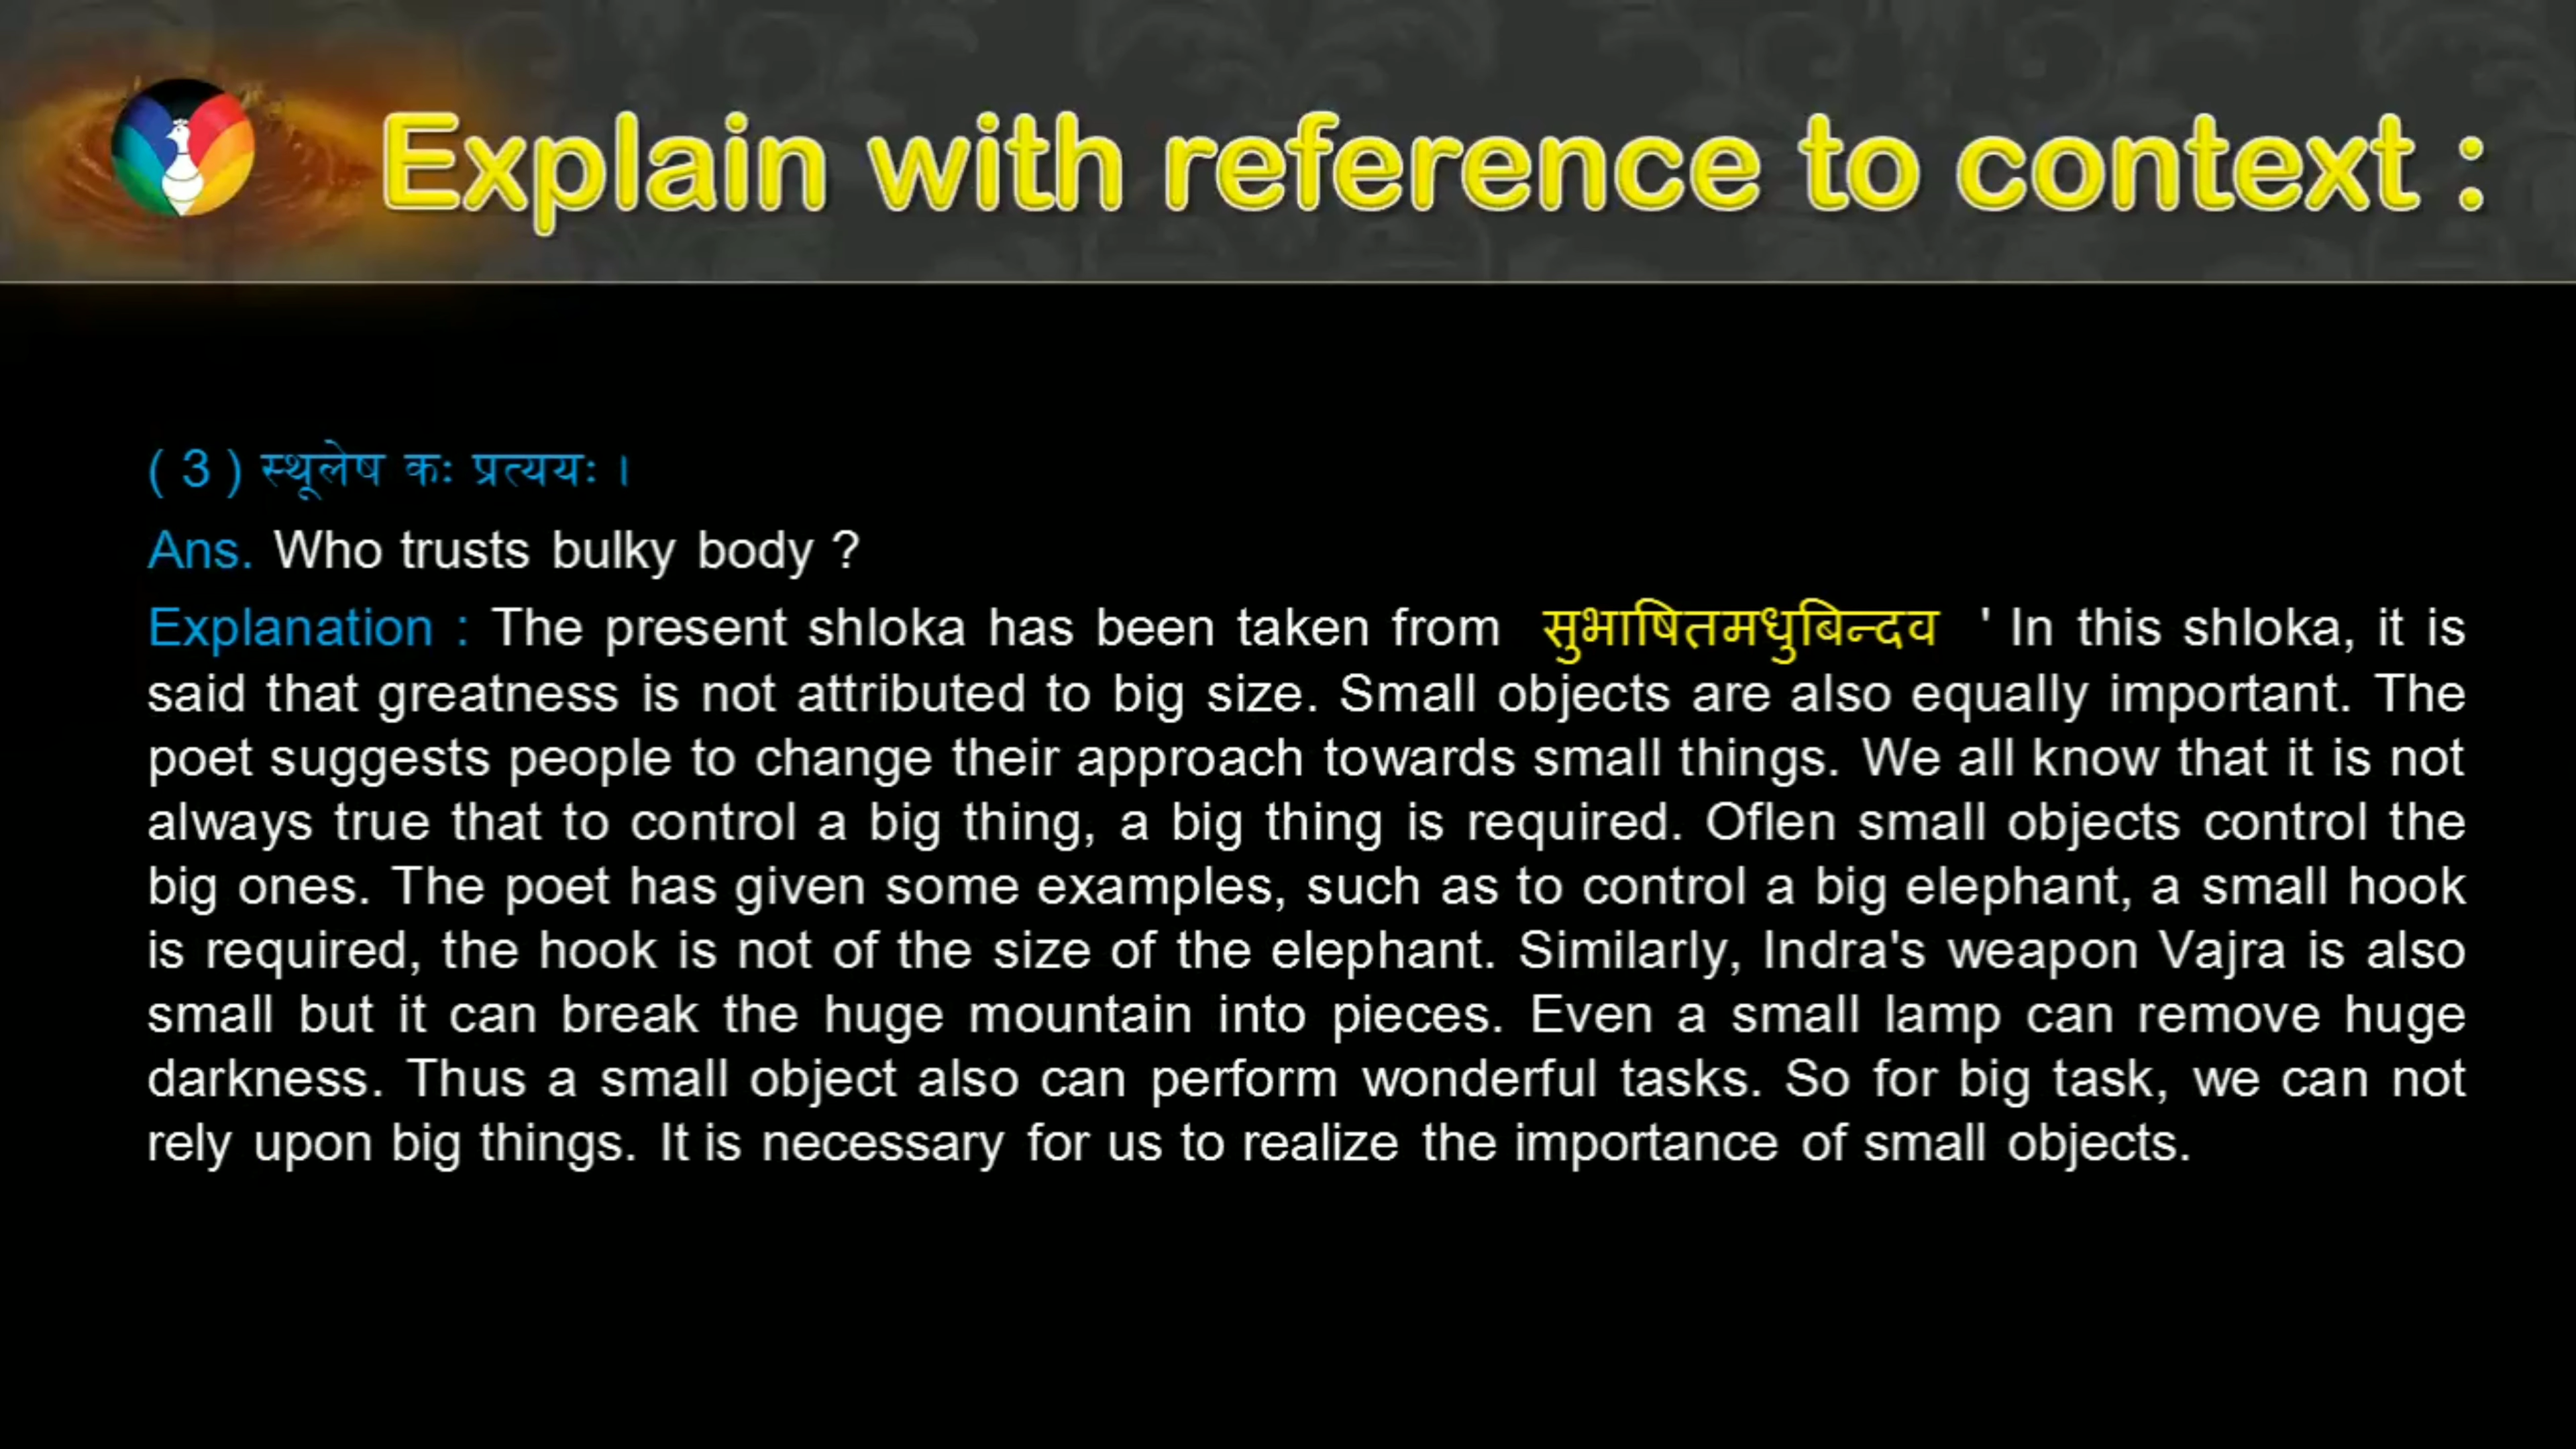 Explain with reference to context :
( 3 ) स्थूलेष कः प्रत्ययः ।
Ans. Who trusts bulky body ?
Explanation : The present shloka has been taken from सुभाषितमधुबिन्दव ' In this shloka, it is
said that greatness is not attributed to big size. Small objects are also equally important. The
poet suggests people to change their approach towards small things. We all know that it is not
always true that to control a big thing, a big thing is required. Oflen small objects control the
big ones. The poet has given some examples, such as to control a big elephant, a small hook
is required, the hook is not of the size of the elephant. Similarly, Indra's weapon Vajra is also
small but it can break the huge mountain into pieces. Even a small lamp can remove huge
darkness. Thus a small object also can perform wonderful tasks. So for big task, we can not
rely upon big things. It is necessary for us to realize the importance of small objects.